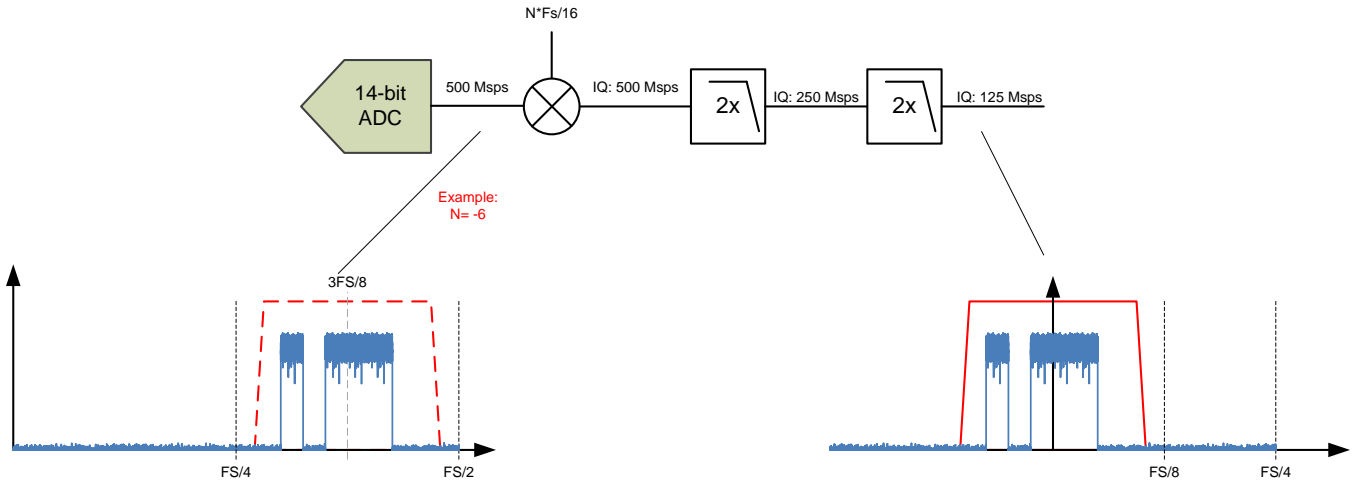 N*Fs/16
14-bit
ADC
500 Msps
IQ: 500 Msps
2x
IQ: 250 Msps
2x
IQ: 125 Msps
Example:
N= -6
3FS/8
FS/4
FS/2
FS/8
FS/4